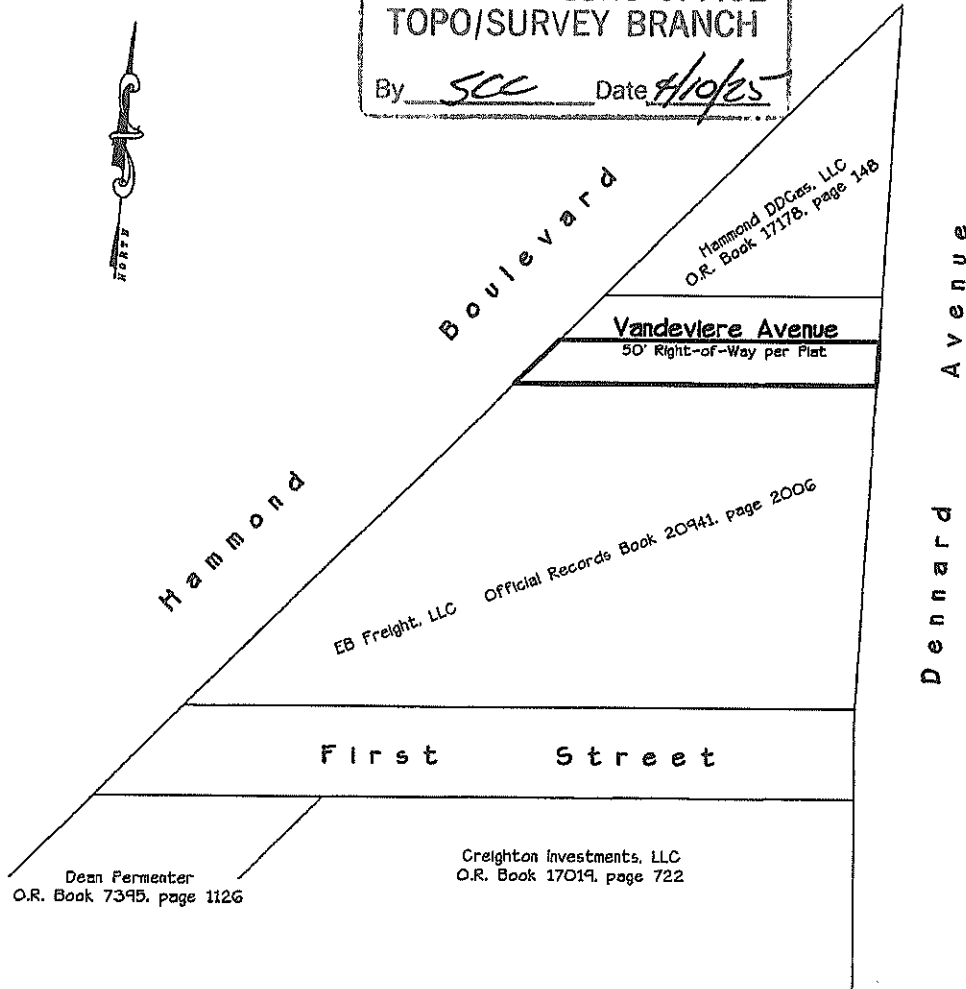 TOPO/SURVEY BRANCH
By SCC Date 4/10/25
NORTH
Hammond DDGas, LLC
O.R. Book 17178, page 148
Hammond Boulevard
Vandeviere Avenue
50' Right-of-Way per Plat
Dennard Avenue
EB Freight, LLC Official Records Book 20941, page 2006
First Street
Dean Permenter
O.R. Book 7395, page 1126
Creighton Investments, LLC
O.R. Book 17019, page 722